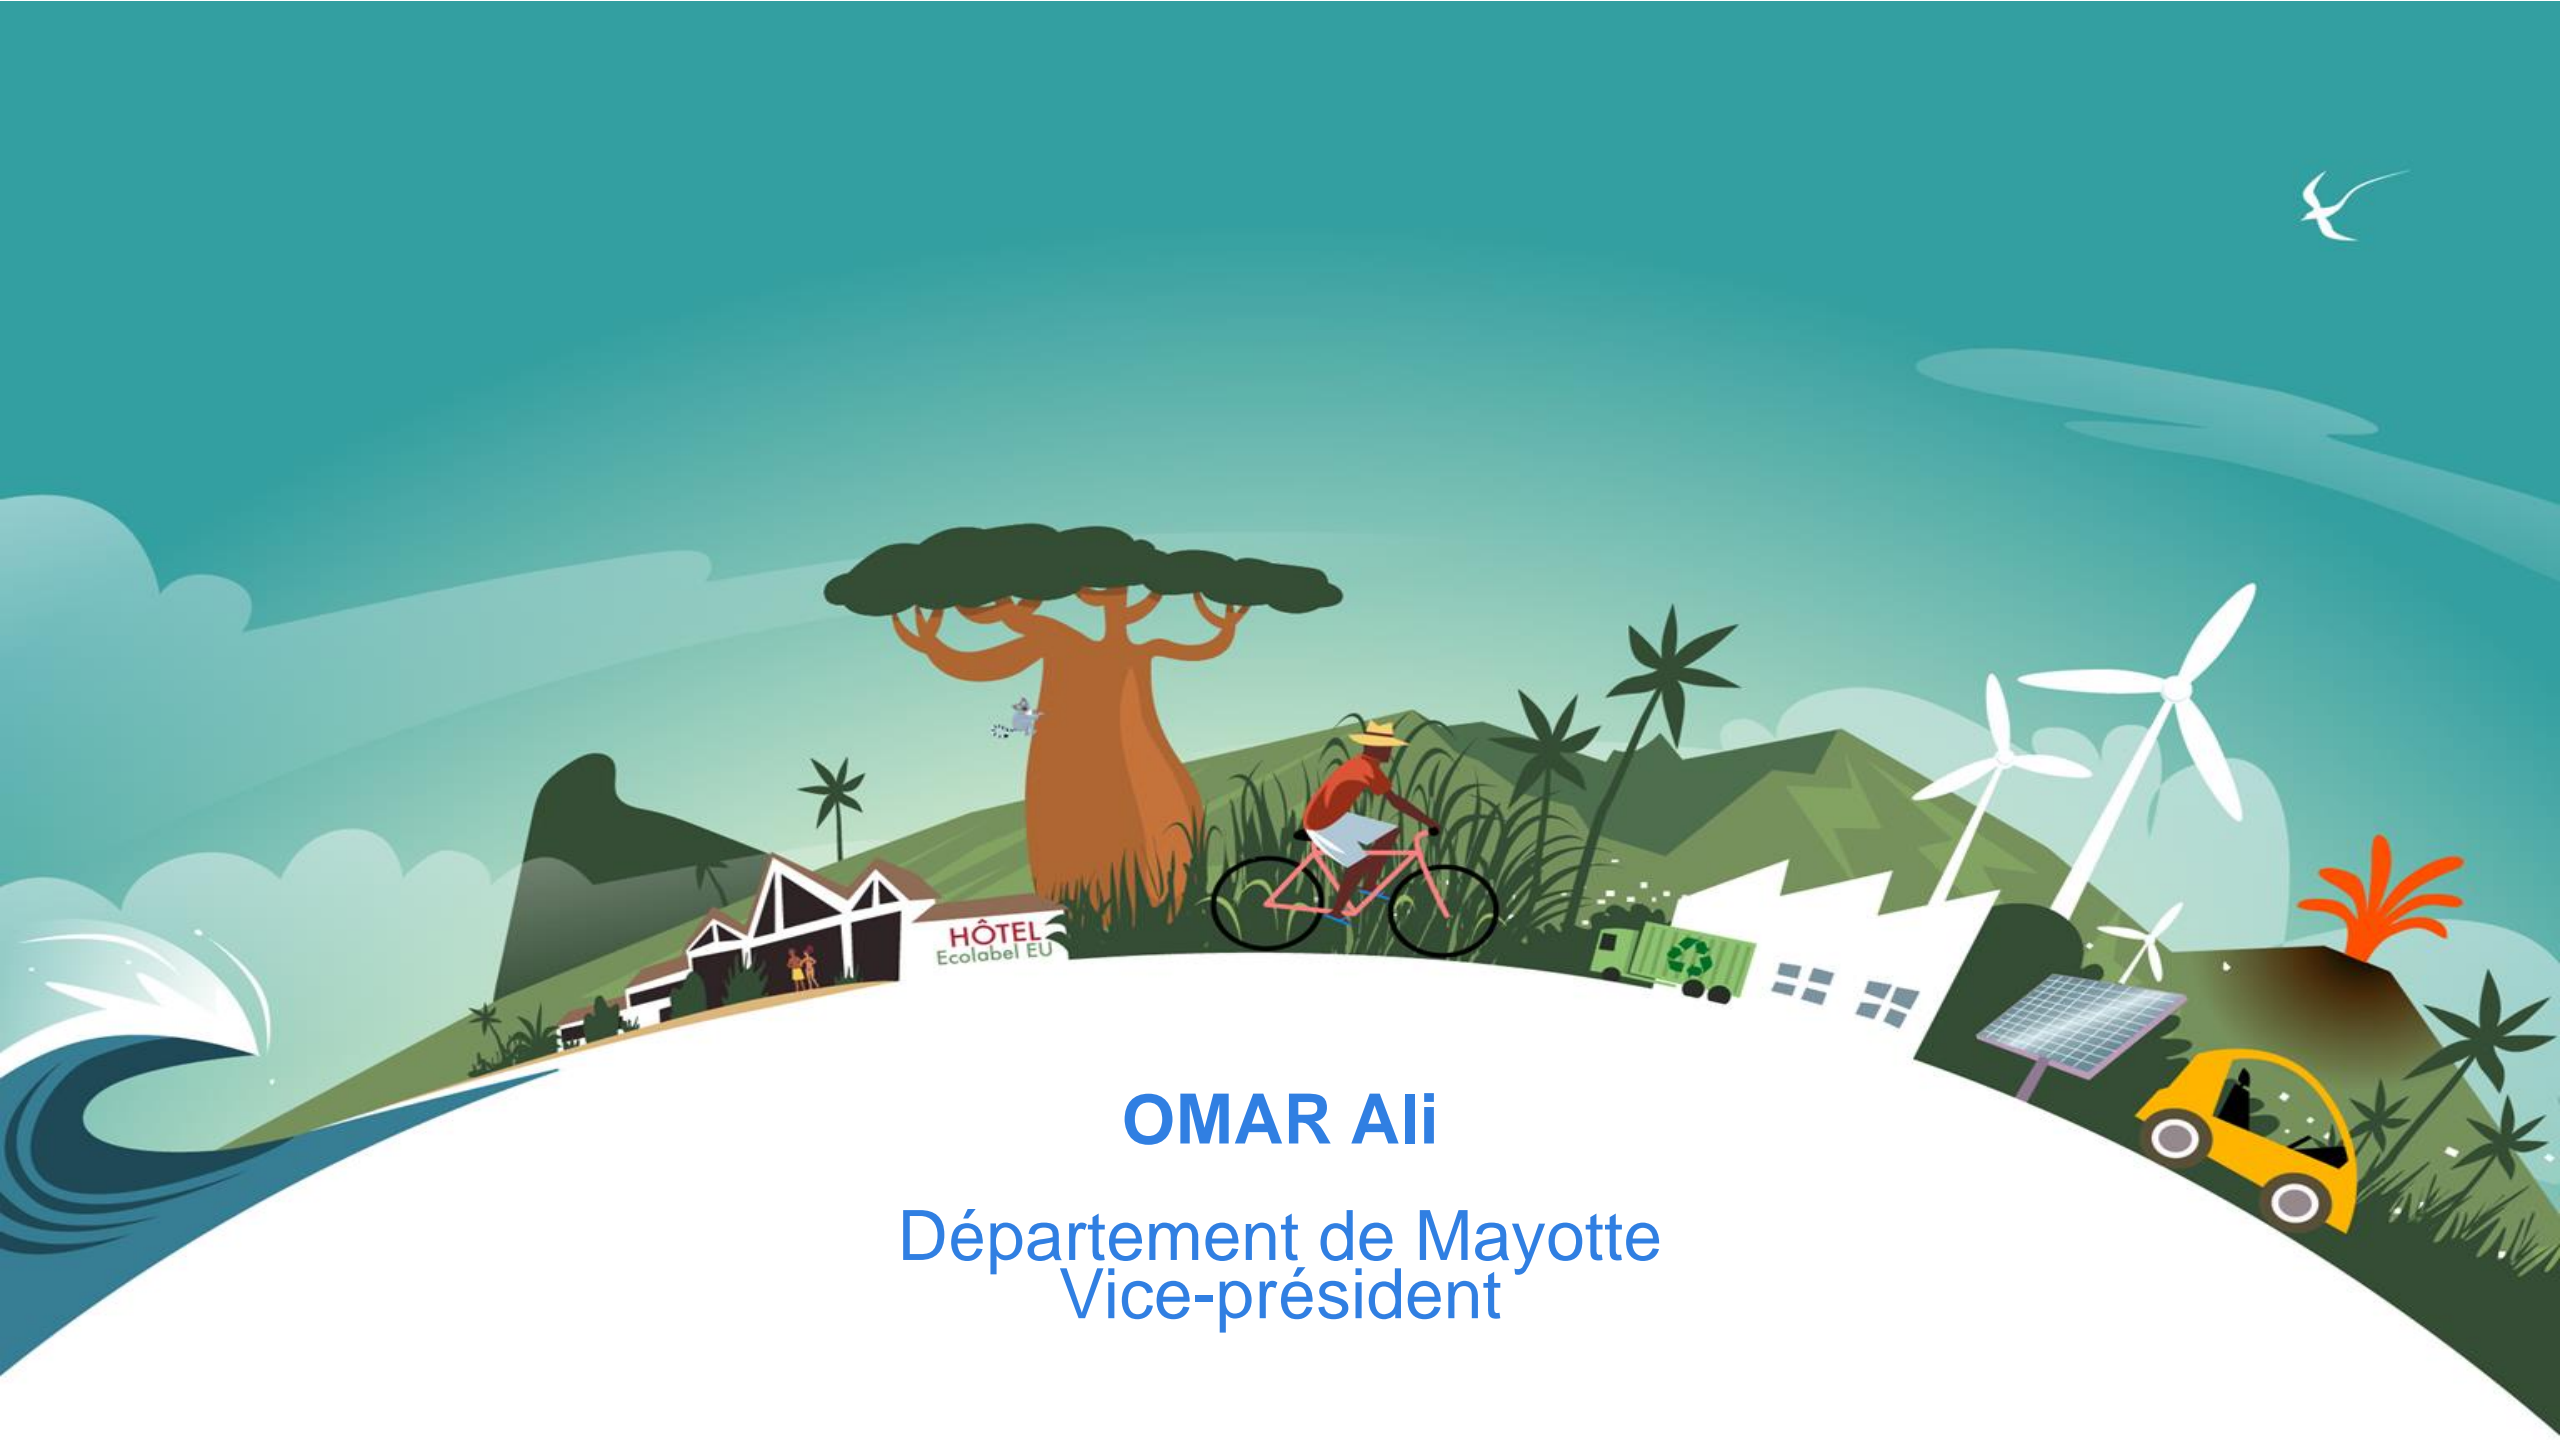 HÔTEL
Ecolabel EU
OMAR Ali
Département de Mayotte
Vice-président